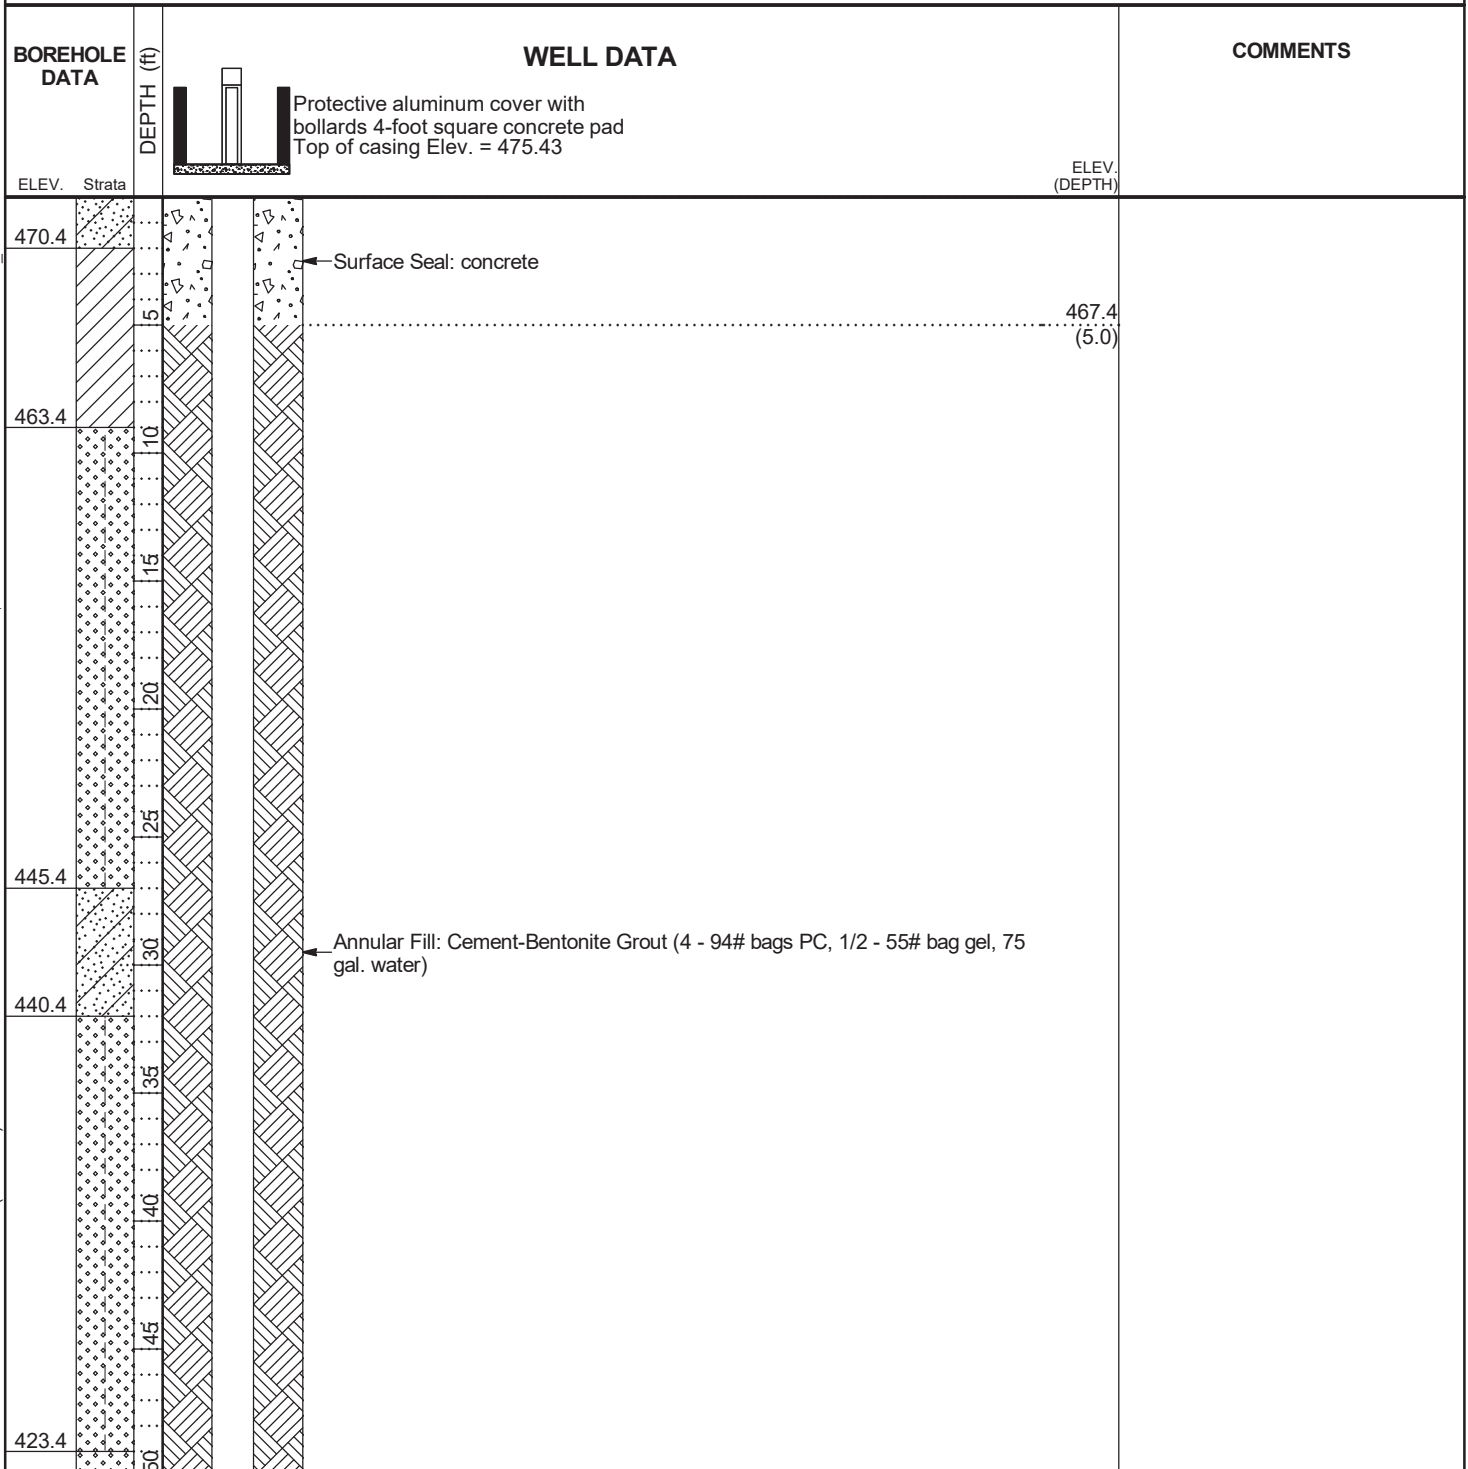 BOREHOLE
DATA
DEPTH (ft)
WELL DATA
COMMENTS
Protective aluminum cover with
bollards 4-foot square concrete pad
Top of casing Elev. = 475.43
ELEV.
(DEPTH)
ELEV. Strata
470.4
Surface Seal: concrete
5
467.4
(5.0)
463.4
10
15
20
25
445.4
30
Annular Fill: Cement-Bentonite Grout (4 - 94# bags PC, 1/2 - 55# bag gel, 75
gal. water)
440.4
35
40
45
423.4
50